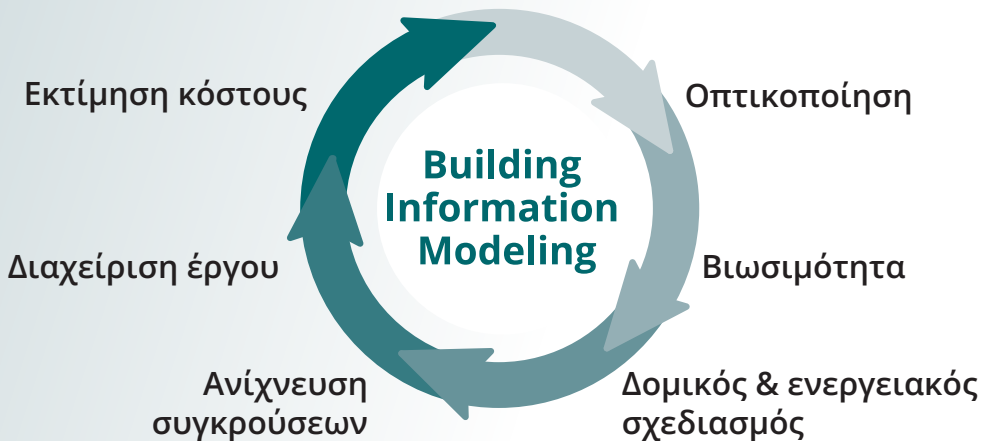 Εκτίμηση κόστους
Οπτικοποίηση
Building
Information
Modeling
Διαχείριση έργου
Βιωσιμότητα
Ανίχνευση
συγκρούσεων
Δομικός & ενεργειακός
σχεδιασμός